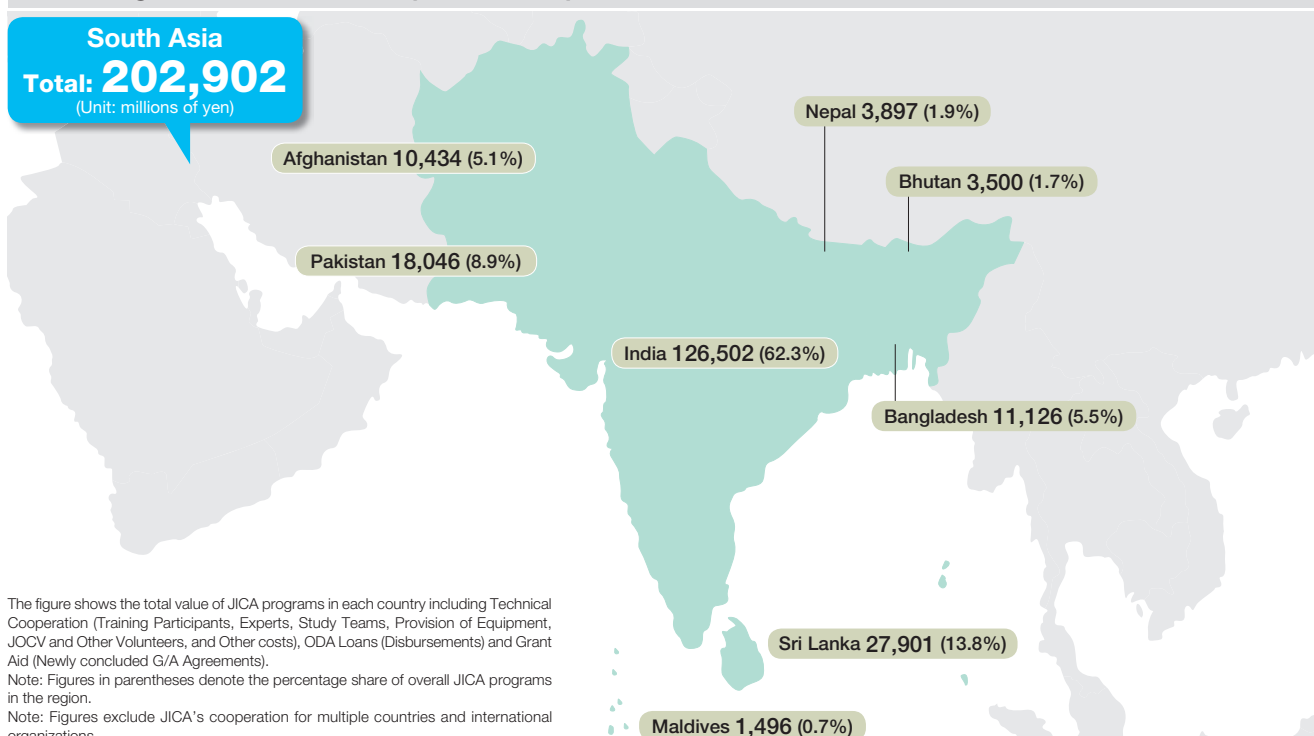 South Asia
Total: 202,902
(Unit: millions of yen)
Nepal 3,897 (1.9%)
Afghanistan 10,434 (5.1%)
Bhutan 3,500 (1.7%)
Pakistan 18,046 (8.9%)
India 126,502 (62.3%)
Bangladesh 11,126 (5.5%)
Sri Lanka 27,901 (13.8%)
Maldives 1,496 (0.7%)
The figure shows the total value of JICA programs in each country including Technical
Cooperation (Training Participants, Experts, Study Teams, Provision of Equipment,
JOCV and Other Volunteers, and Other costs), ODA Loans (Disbursements) and Grant
Aid (Newly concluded G/A Agreements).
Note: Figures in parentheses denote the percentage share of overall JICA programs
in the region.
Note: Figures exclude JICA's cooperation for multiple countries and international
organizations.